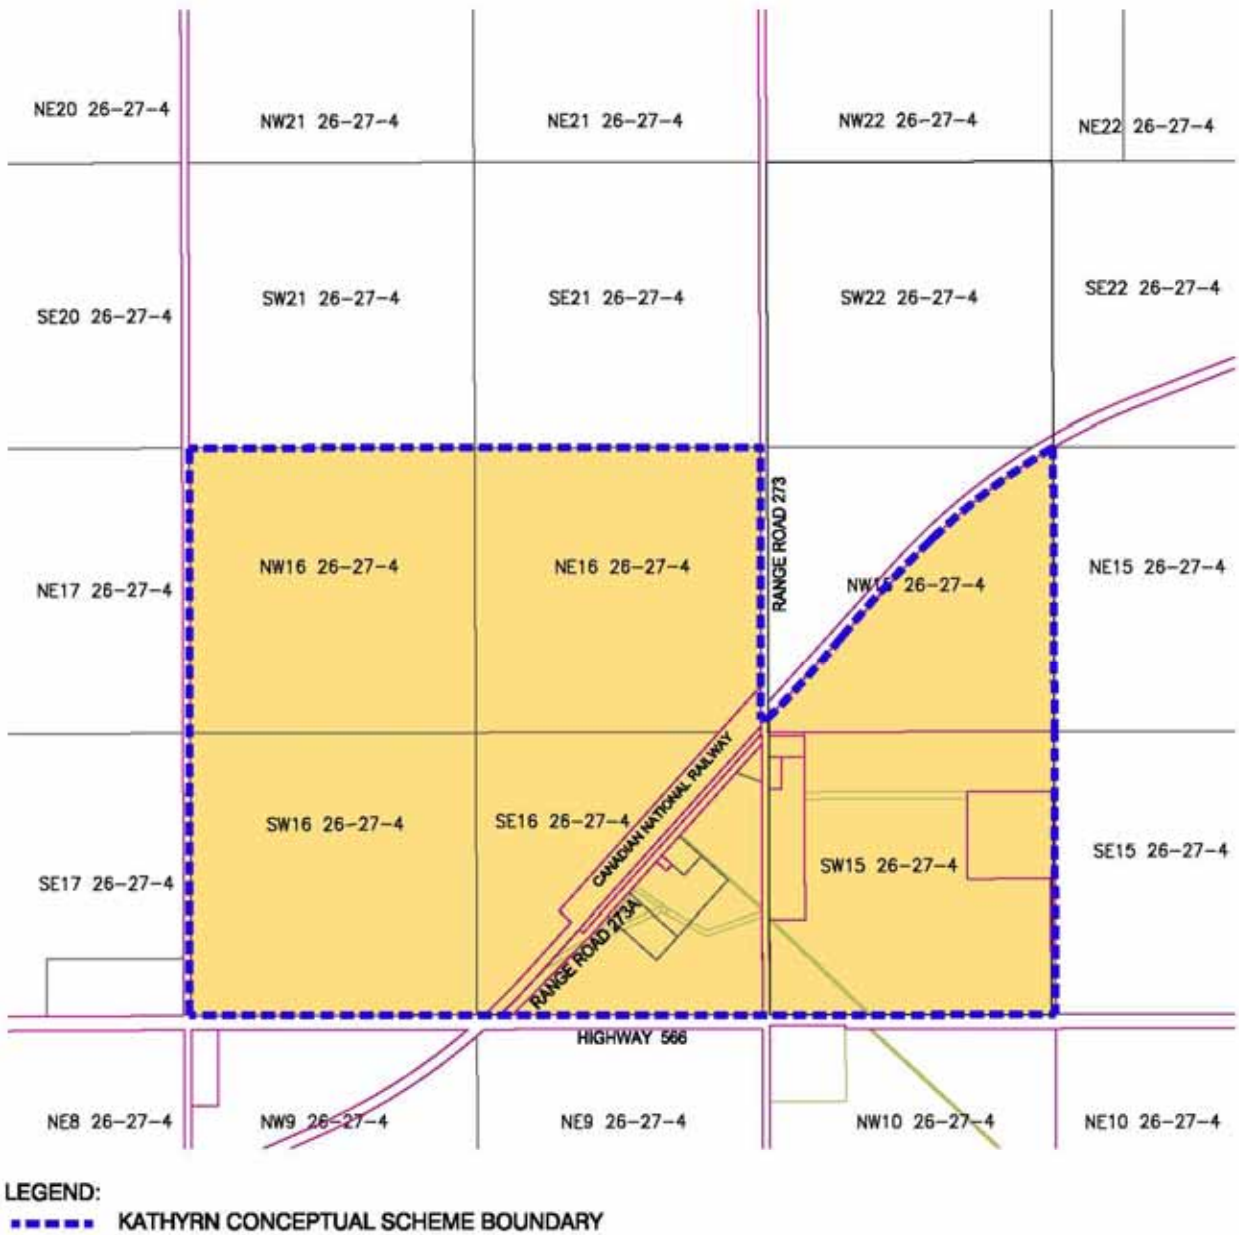 NE20 26-27-4
NW21 26-27-4
NE21 26-27-4
NW22 26-27-4
NE22 26-27-4
SE20 26-27-4
SW21 26-27-4
SE21 26-27-4
SW22 26-27-4
SE22 26-27-4
RANGE ROAD 273
NE17 26-27-4
NW16 26-27-4
NE16 26-27-4
NW15 26-27-4
NE15 26-27-4
CANADIAN NATIONAL RAILWAY
SE17 26-27-4
SW16 26-27-4
SE16 26-27-4
SW15 26-27-4
SE15 26-27-4
RANGE ROAD 273A
HIGHWAY 566
NE8 26-27-4
NW9 26-27-4
NE9 26-27-4
NW10 26-27-4
NE10 26-27-4
LEGEND:
KATHYRN CONCEPTUAL SCHEME BOUNDARY